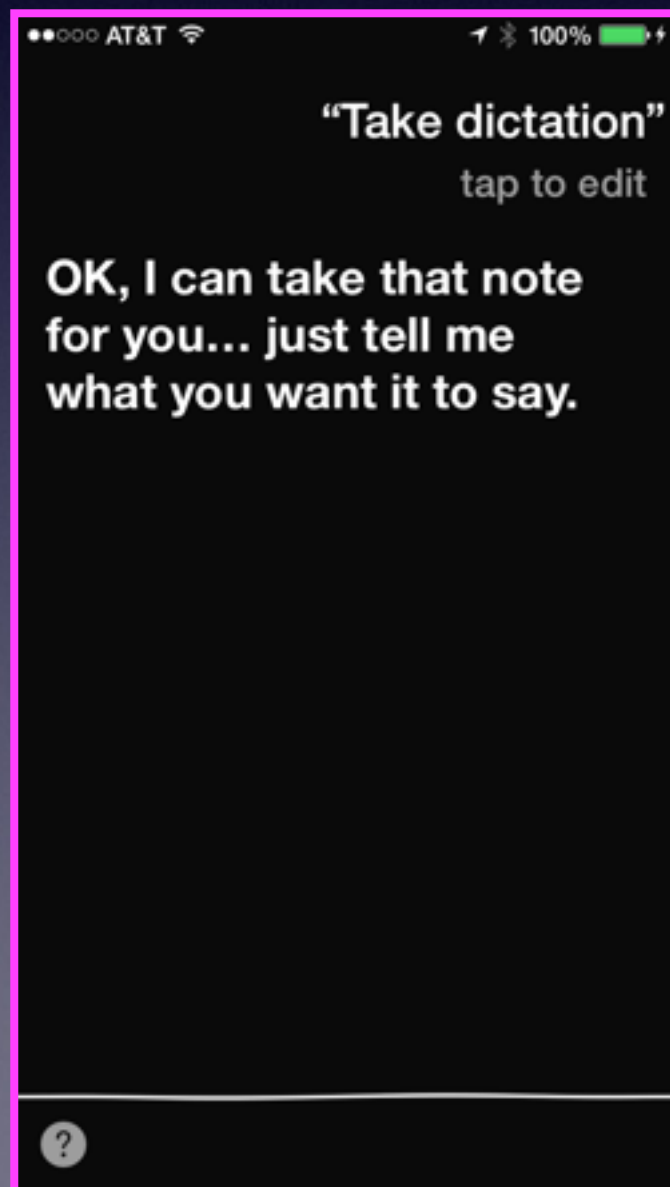 AT&T 100%
“Take dictation”
tap to edit
OK, I can take that note
for you... just tell me
what you want it to say.
?